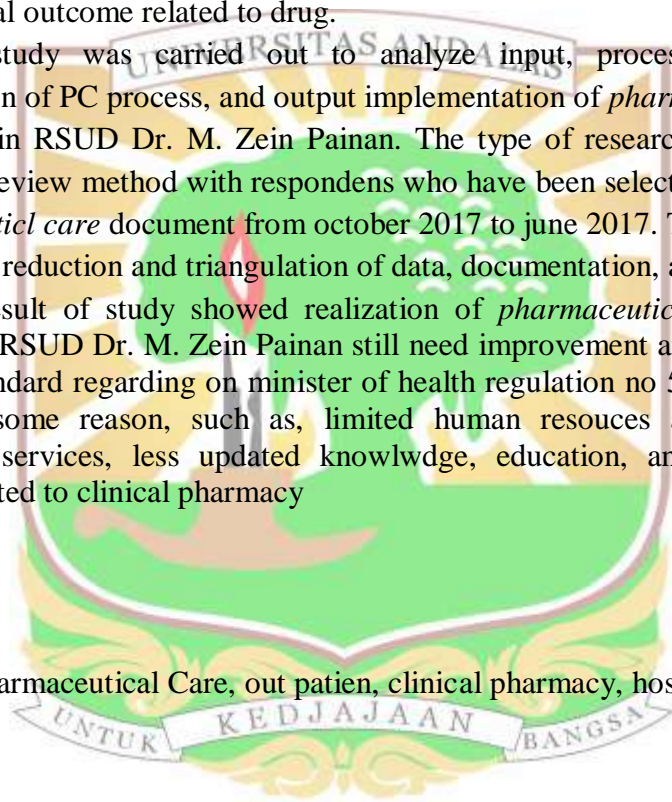 al outcome related to drug.
UNIVERSITAS ANDALAS
study was carried out to analyze input, process
n of PC process, and output implementation of phar
in RSUD Dr. M. Zein Painan. The type of research
review method with respondens who have been select
ticl care document from october 2017 to june 2017. T
reduction and triangulation of data, documentation, a
esult of study showed realization of pharmaceutic
RSUD Dr. M. Zein Painan still need improvement a
ndard regarding on minister of health regulation no 5
some reason, such as, limited human resouces a
services, less updated knowlwdge, education, an
ted to clinical pharmacy
armaceutical Care, out patien, clinical pharmacy, hos
UNTUK KEDJAJAAN BANGSA